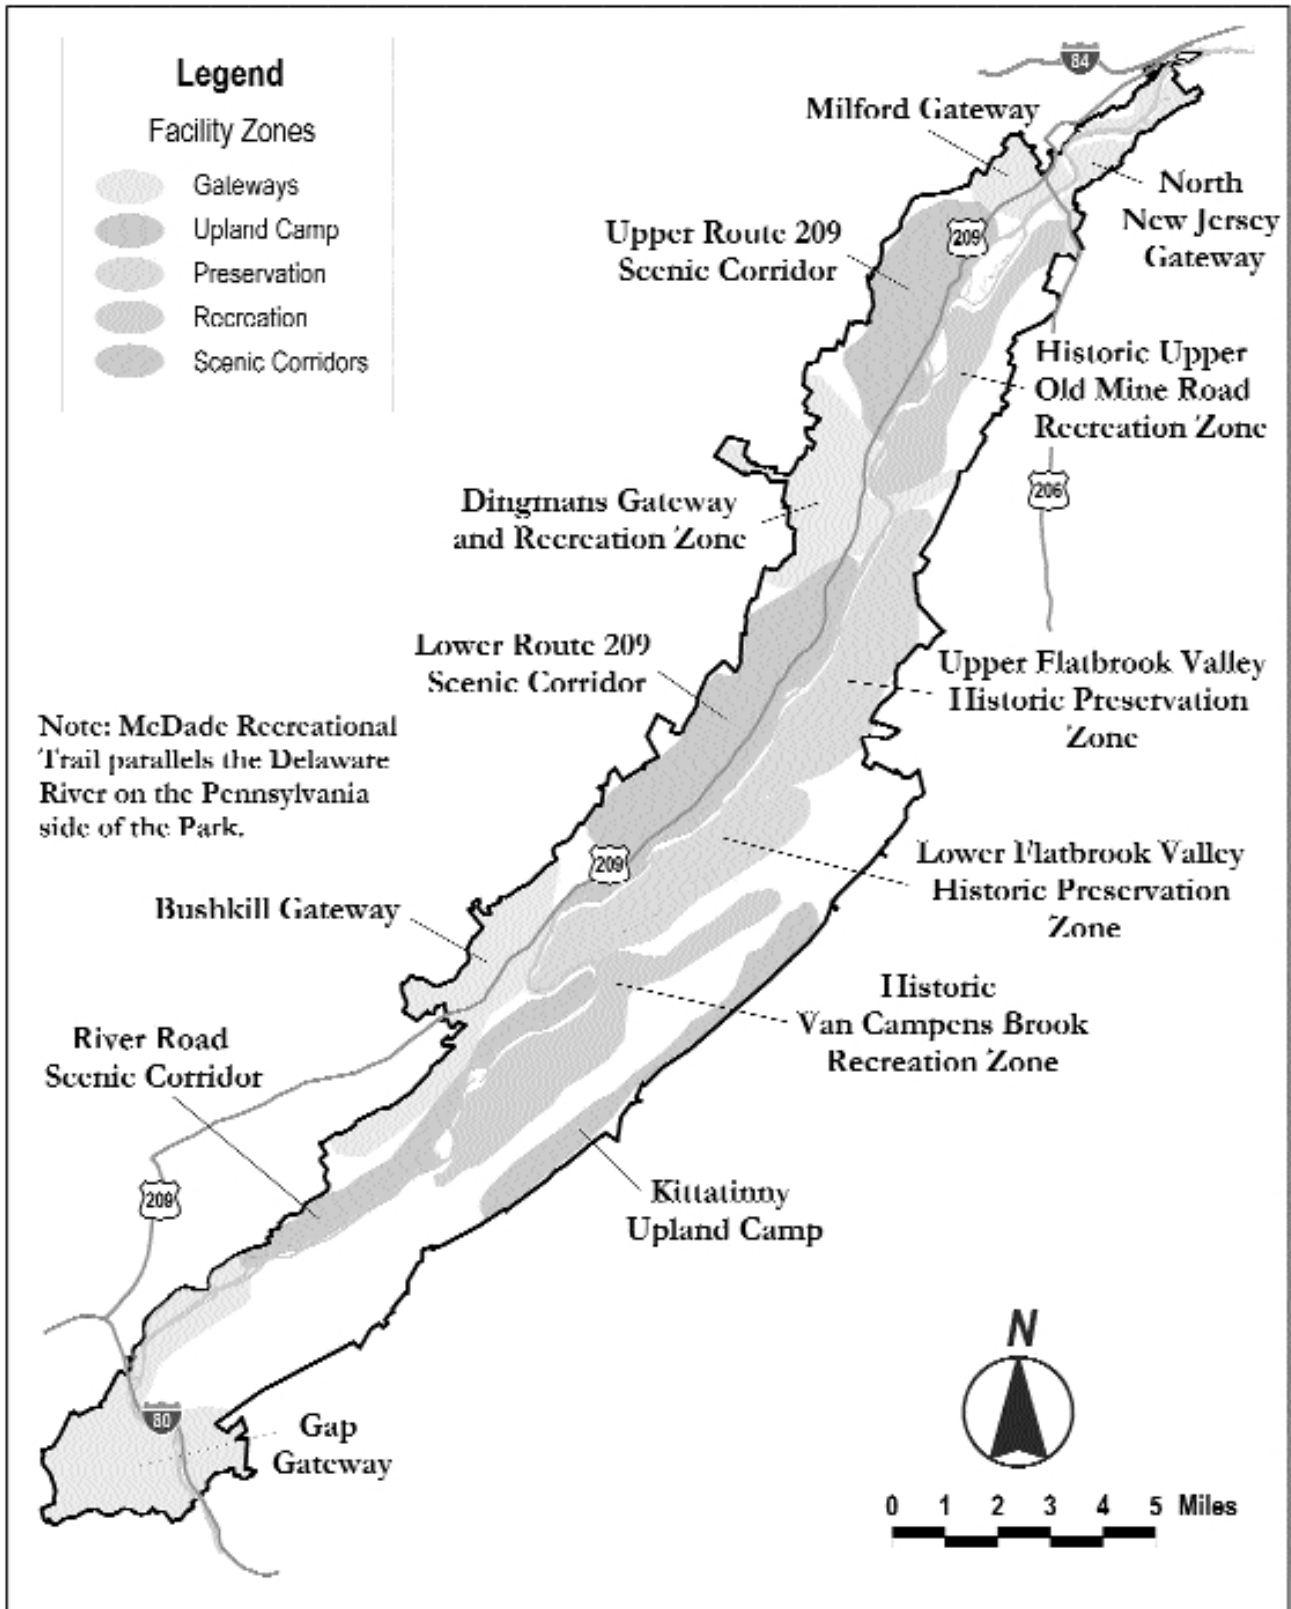 Legend
Facility Zones
Gateways
Upland Camp
Preservation
Recreation
Scenic Corridors
84
Milford Gateway
North
New Jersey
Gateway
Upper Route 209
Scenic Corridor
209
Historic Upper
Old Mine Road
Recreation Zone
206
Dingmans Gateway
and Recreation Zone
Lower Route 209
Scenic Corridor
Upper Flatbrook Valley
Historic Preservation
Zone
Note: McDade Recreational
Trail parallels the Delaware
River on the Pennsylvania
side of the Park.
209
Lower Flatbrook Valley
Historic Preservation
Zone
Bushkill Gateway
Historic
Van Campens Brook
Recreation Zone
River Road
Scenic Corridor
209
Kittatinny
Upland Camp
80
Gap
Gateway
N
0 1 2 3 4 5 Miles